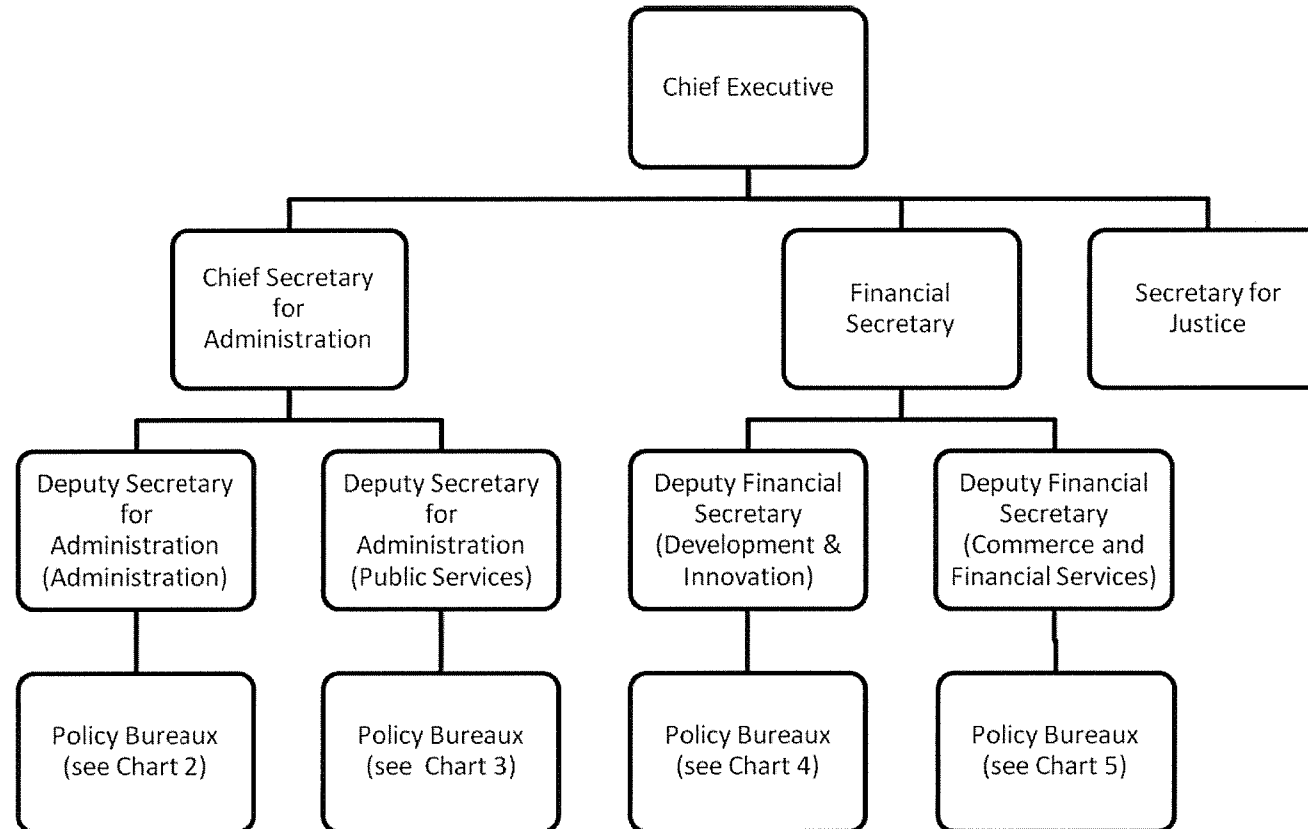 Chief Executive
Chief Secretary
for
Administration
Financial
Secretary
Secretary for
Justice
Deputy Secretary
for
Administration
(Administration)
Deputy Secretary
for
Administration
(Public Services)
Deputy Financial
Secretary
(Development &
Innovation)
Deputy Financial
Secretary
(Commerce and
Financial Services)
Policy Bureaux
(see Chart 2)
Policy Bureaux
(see Chart 3)
Policy Bureaux
(see Chart 4)
Policy Bureaux
(see Chart 5)